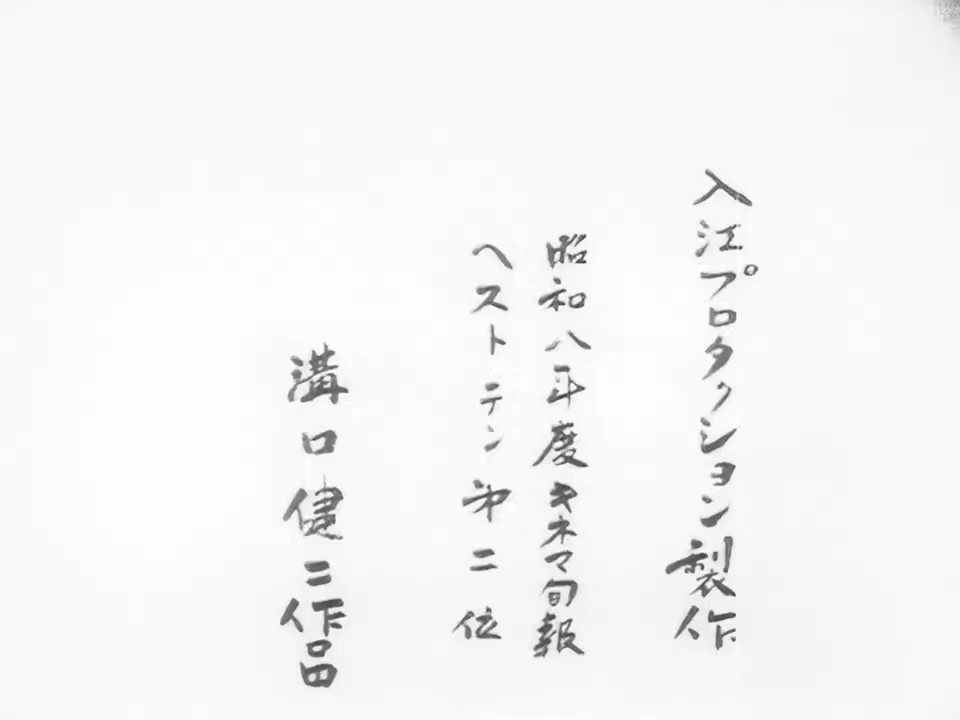 入江プロタクション製作
昭和八年度キネマ旬報
ヘストテン第二位
溝口健二作品